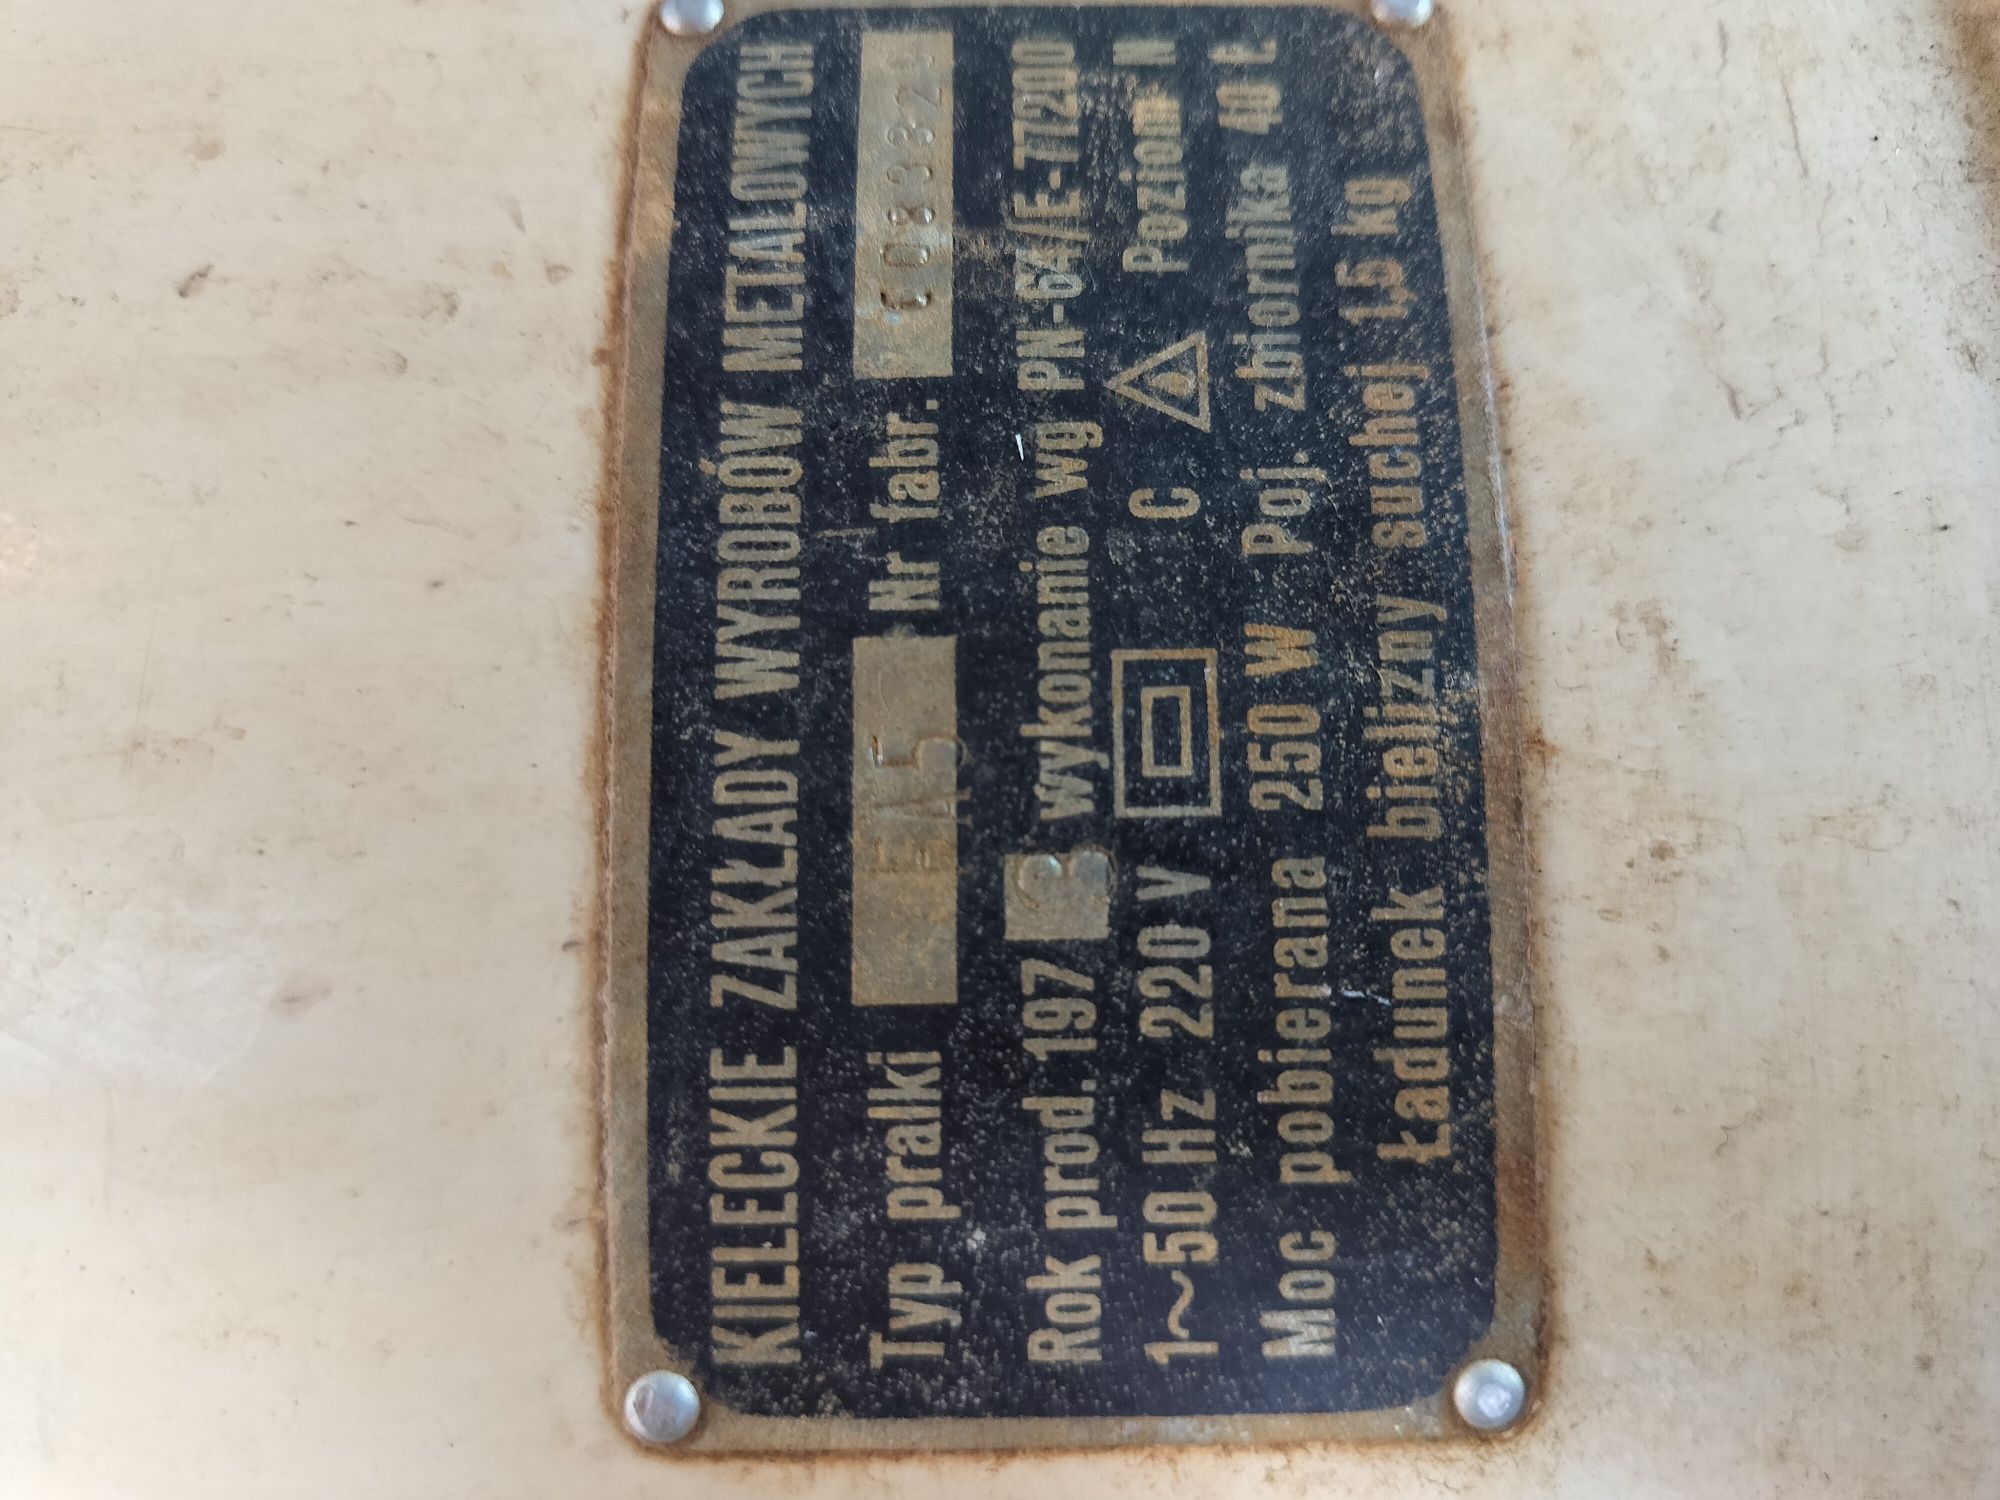 KIELECKIE ZAKŁADY WYROBÓW METALOWYCH
Typ pralki Nr fabr.
Rok prod. 197 wykonanie wg PN-64/E-77200
1~50 Hz 220 V C Poziom N
Moc pobierana 250 W Poj. zbiornika 40 Ł
Ładunek bielizny suchej 1,5 kg